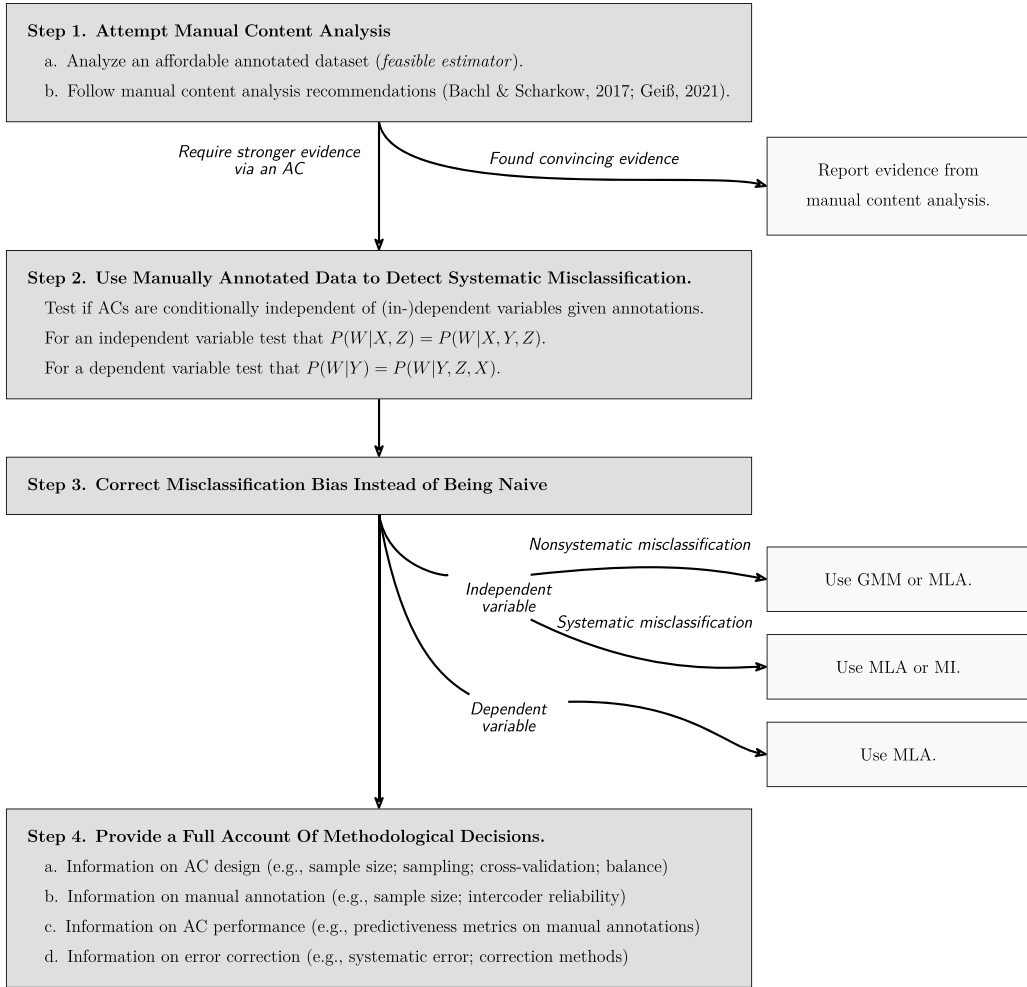 Step 1. Attempt Manual Content Analysis
a. Analyze an affordable annotated dataset (feasible estimator).
b. Follow manual content analysis recommendations (Bachl & Scharkow, 2017; Geiß, 2021).
Require stronger evidence
via an AC
Found convincing evidence
Report evidence from
manual content analysis.
Step 2. Use Manually Annotated Data to Detect Systematic Misclassification.
Test if ACs are conditionally independent of (in-)dependent variables given annotations.
For an independent variable test that P(W|X, Z) = P(W|X, Y, Z).
For a dependent variable test that P(W|Y) = P(W|Y, Z, X).
Step 3. Correct Misclassification Bias Instead of Being Naive
Nonsystematic misclassification
Use GMM or MLA.
Independent
variable
Systematic misclassification
Use MLA or MI.
Dependent
variable
Use MLA.
Step 4. Provide a Full Account Of Methodological Decisions.
a. Information on AC design (e.g., sample size; sampling; cross-validation; balance)
b. Information on manual annotation (e.g., sample size; intercoder reliability)
c. Information on AC performance (e.g., predictiveness metrics on manual annotations)
d. Information on error correction (e.g., systematic error; correction methods)